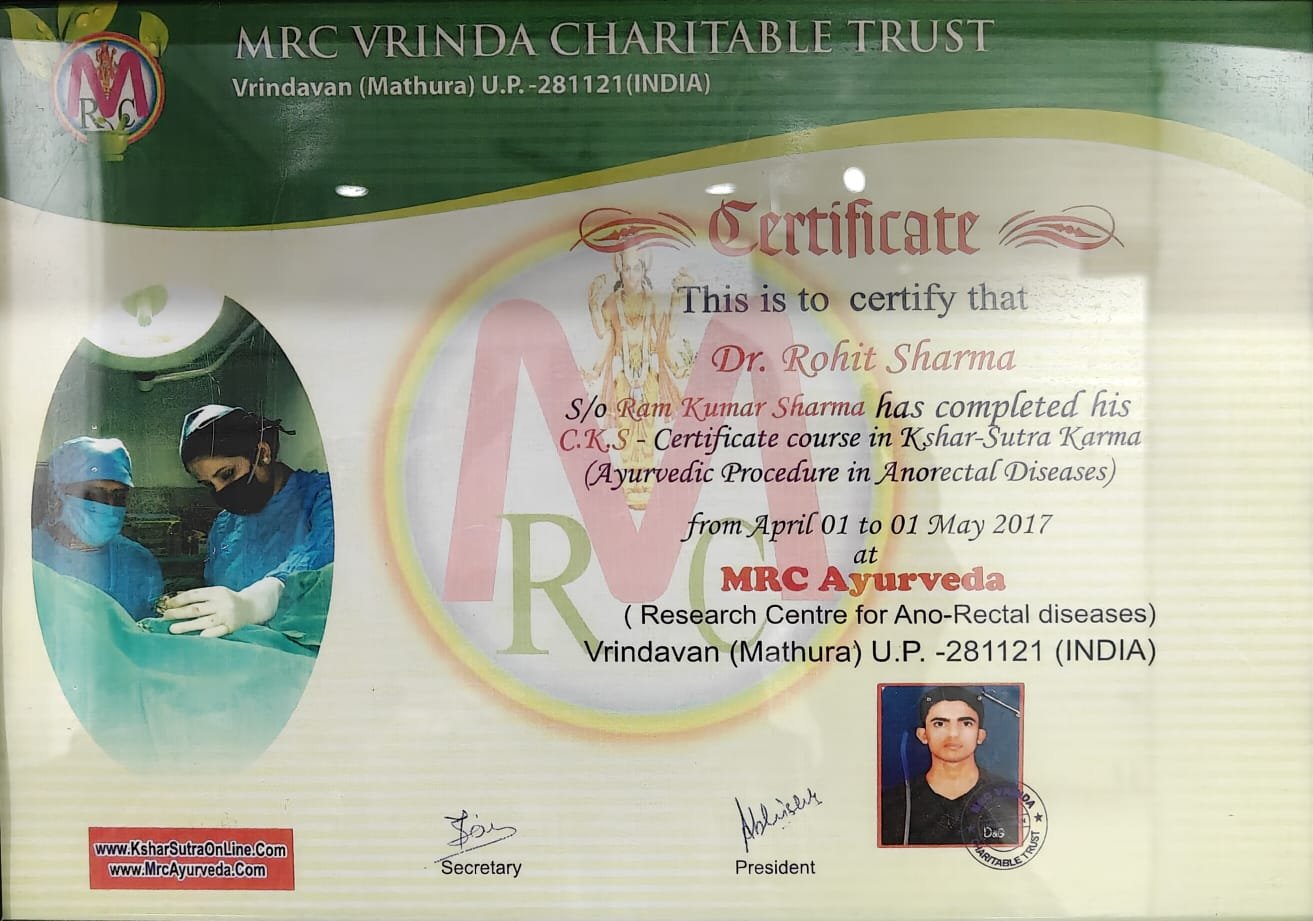 MRC VRINDA CHARITABLE TRUST
Vrindavan (Mathura) U.P. -281121(INDIA)
M
R C
Certificate
This is to certify that
Dr. Rohit Sharma
S/o Ram Kumar Sharma has completed his
C.K.S - Certificate course in Kshar-Sutra Karma
(Ayurvedic Procedure in Anorectal Diseases)
from April 01 to 01 May 2017
at
MRC Ayurveda
( Research Centre for Ano-Rectal diseases)
Vrindavan (Mathura) U.P. -281121 (INDIA)
M
R C
D&G
MRC VRINDA
CHARITABLE TRUST
www.KsharSutraOnLine.Com
www.MrcAyurveda.Com
Secretary
Abhishek
President